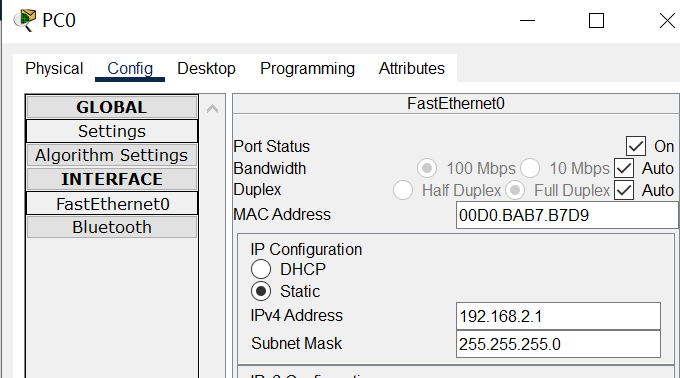 PC0
Physical Config Desktop Programming Attributes
GLOBAL
Settings
Algorithm Settings
INTERFACE
FastEthernet0
Bluetooth
FastEthernet0
Port Status On
Bandwidth 100 Mbps 10 Mbps Auto
Duplex Half Duplex Full Duplex Auto
MAC Address 00D0.BAB7.B7D9
IP Configuration
DHCP
Static
IPv4 Address 192.168.2.1
Subnet Mask 255.255.255.0